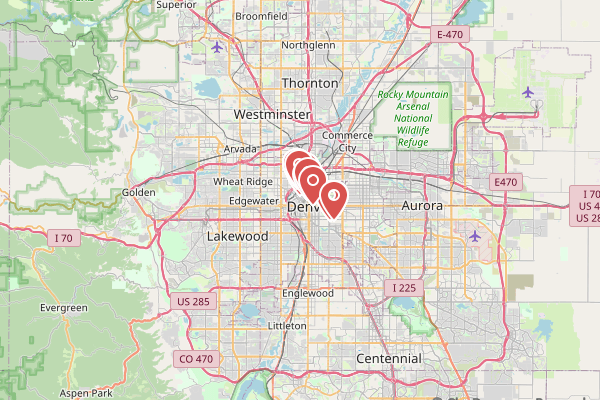 Superior
Broomfield
E-470
Northglenn
Thornton
Rocky Mountain
Arsenal
National
Wildlife
Refuge
Westminster
Commerce
City
Arvada
Golden
Wheat Ridge
E470
I 70
US 4
US 28
Edgewater
Denv
Aurora
Lakewood
I 70
I 225
US 285
Englewood
Evergreen
Littleton
CO 470
Centennial
Aspen Park